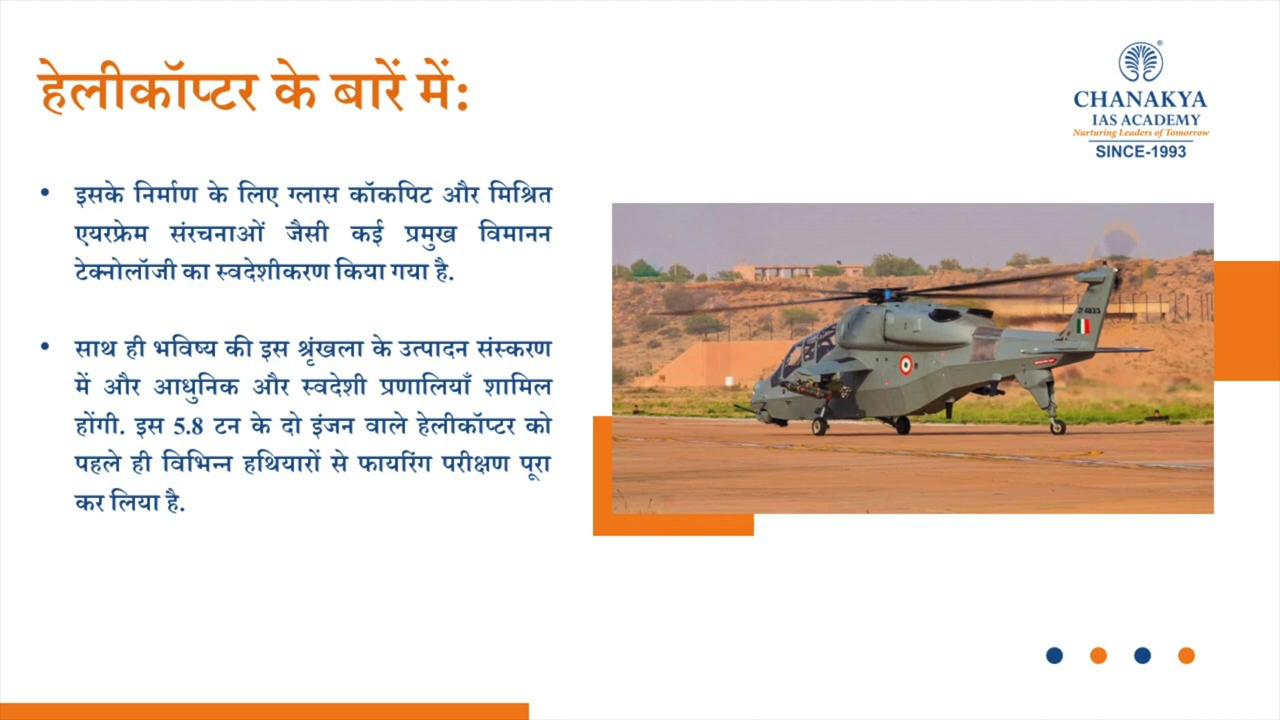 हेलीकॉप्टर के बारें में:
CHANAKYA
IAS ACADEMY
Nurturing Leaders of Tomorrow
SINCE-1993
• इसके निर्माण के लिए ग्लास कॉकपिट और मिश्रित
एयरफ्रेम संरचनाओं जैसी कई प्रमुख विमानन
टेक्नोलॉजी का स्वदेशीकरण किया गया है.
• साथ ही भविष्य की इस श्रृंखला के उत्पादन संस्करण
में और आधुनिक और स्वदेशी प्रणालियाँ शामिल
होंगी. इस 5.8 टन के दो इंजन वाले हेलीकॉप्टर को
पहले ही विभिन्न हथियारों से फायरिंग परीक्षण पूरा
कर लिया है.